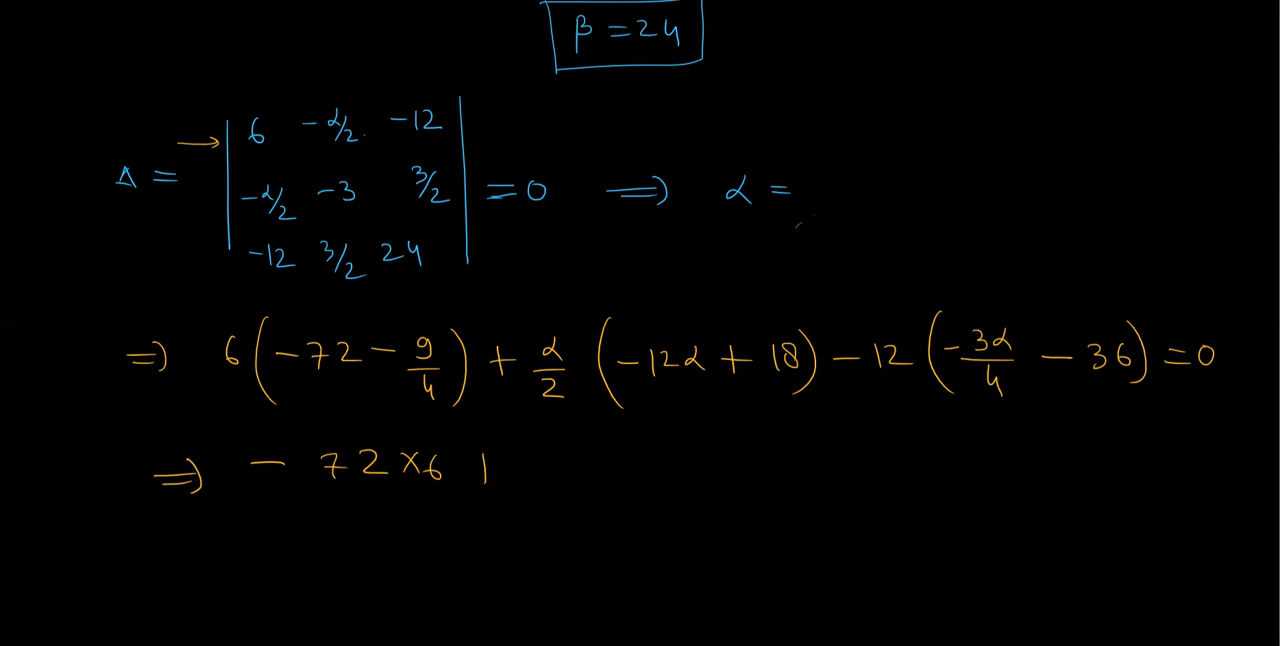 β = 24
Δ = | 6 -α/2 -12 |
| -α/2 -3 3/2 | = 0 ⟹ α =
| -12 3/2 24 |
⇒ 6(-72 - 9/4) + α/2(-12α + 18) - 12(-3α/4 - 36) = 0
⇒ - 72 × 6 |